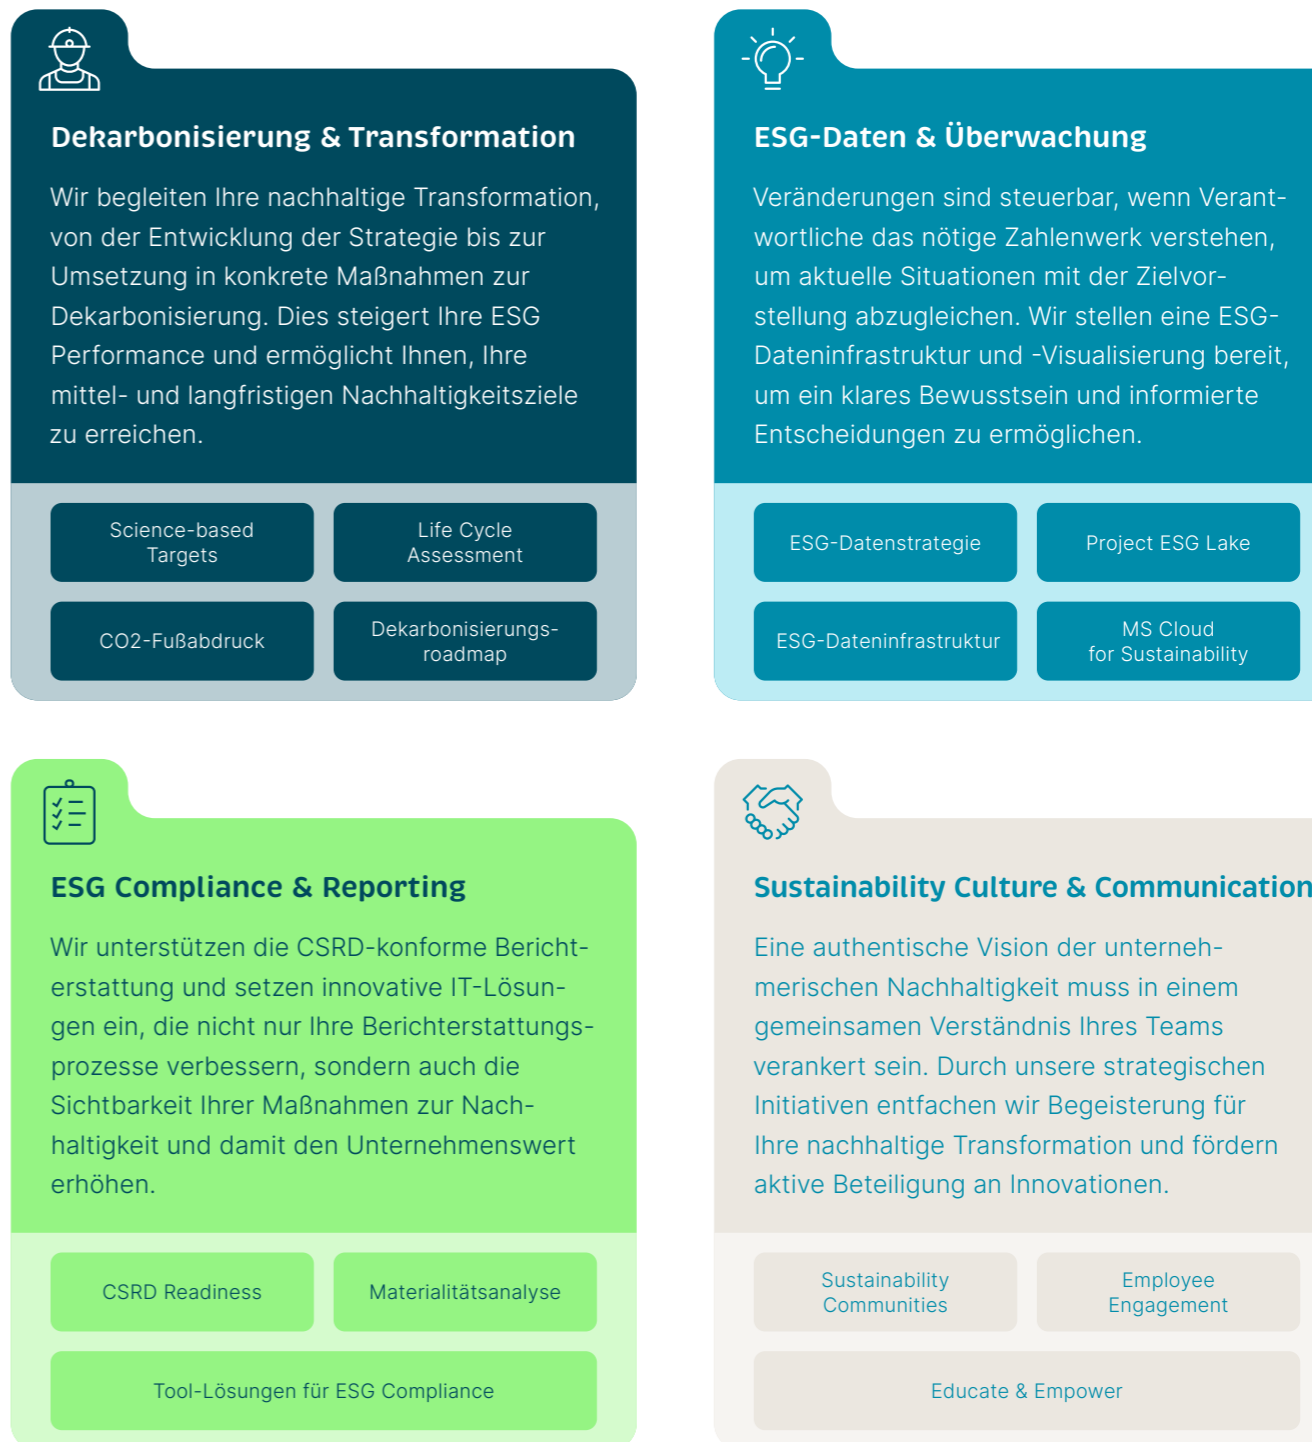 Dekarbonisierung & Transformation
Wir begleiten Ihre nachhaltige Transformation,
von der Entwicklung der Strategie bis zur
Umsetzung in konkrete Maßnahmen zur
Dekarbonisierung. Dies steigert Ihre ESG
Performance und ermöglicht Ihnen, Ihre
mittel- und langfristigen Nachhaltigkeitsziele
zu erreichen.
Science-based
Targets
Life Cycle
Assessment
CO2-Fußabdruck
Dekarbonisierungs-
roadmap
ESG-Daten & Überwachung
Veränderungen sind steuerbar, wenn Verant-
wortliche das nötige Zahlenwerk verstehen,
um aktuelle Situationen mit der Zielvor-
stellung abzugleichen. Wir stellen eine ESG-
Dateninfrastruktur und -Visualisierung bereit,
um ein klares Bewusstsein und informierte
Entscheidungen zu ermöglichen.
ESG-Datenstrategie
Project ESG Lake
ESG-Dateninfrastruktur
MS Cloud
for Sustainability
ESG Compliance & Reporting
Wir unterstützen die CSRD-konforme Bericht-
erstattung und setzen innovative IT-Lösun-
gen ein, die nicht nur Ihre Berichterstattungs-
prozesse verbessern, sondern auch die
Sichtbarkeit Ihrer Maßnahmen zur Nach-
haltigkeit und damit den Unternehmenswert
erhöhen.
CSRD Readiness
Materialitätsanalyse
Tool-Lösungen für ESG Compliance
Sustainability Culture & Communication
Eine authentische Vision der unterneh-
merischen Nachhaltigkeit muss in einem
gemeinsamen Verständnis Ihres Teams
verankert sein. Durch unsere strategischen
Initiativen entfachen wir Begeisterung für
Ihre nachhaltige Transformation und fördern
aktive Beteiligung an Innovationen.
Sustainability
Communities
Employee
Engagement
Educate & Empower